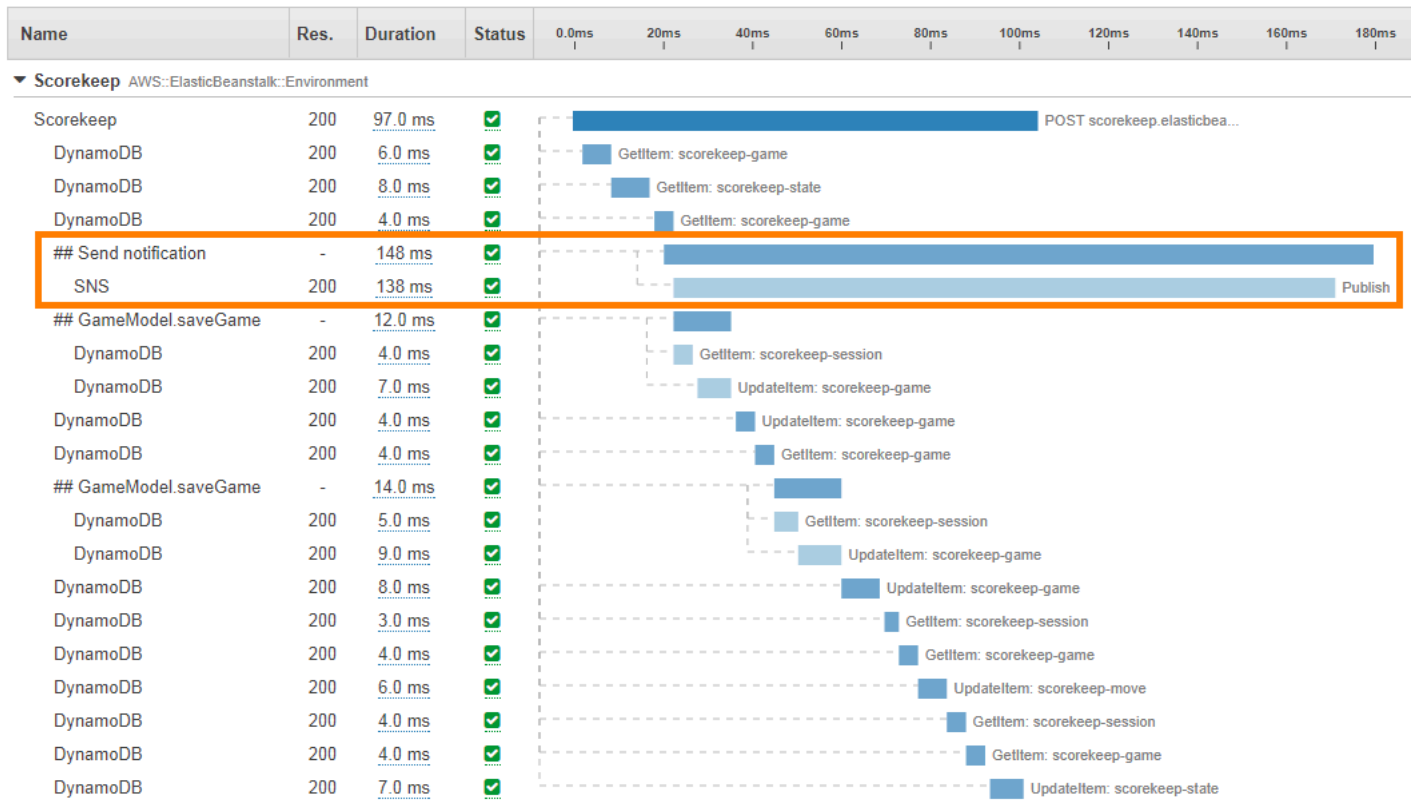 Name Res. Duration Status 0.0ms 20ms 40ms 60ms 80ms 100ms 120ms 140ms 160ms 180ms
Scorekeep AWS::ElasticBeanstalk::Environment
Scorekeep 200 97.0 ms POST scorekeep.elasticbea...
DynamoDB 200 6.0 ms GetItem: scorekeep-game
DynamoDB 200 8.0 ms GetItem: scorekeep-state
DynamoDB 200 4.0 ms GetItem: scorekeep-game
## Send notification - 148 ms
SNS 200 138 ms Publish
## GameModel.saveGame - 12.0 ms
DynamoDB 200 4.0 ms GetItem: scorekeep-session
DynamoDB 200 7.0 ms UpdateItem: scorekeep-game
DynamoDB 200 4.0 ms UpdateItem: scorekeep-game
DynamoDB 200 4.0 ms GetItem: scorekeep-game
## GameModel.saveGame - 14.0 ms
DynamoDB 200 5.0 ms GetItem: scorekeep-session
DynamoDB 200 9.0 ms UpdateItem: scorekeep-game
DynamoDB 200 8.0 ms UpdateItem: scorekeep-game
DynamoDB 200 3.0 ms GetItem: scorekeep-session
DynamoDB 200 4.0 ms GetItem: scorekeep-game
DynamoDB 200 6.0 ms UpdateItem: scorekeep-move
DynamoDB 200 4.0 ms GetItem: scorekeep-session
DynamoDB 200 4.0 ms GetItem: scorekeep-game
DynamoDB 200 7.0 ms UpdateItem: scorekeep-state